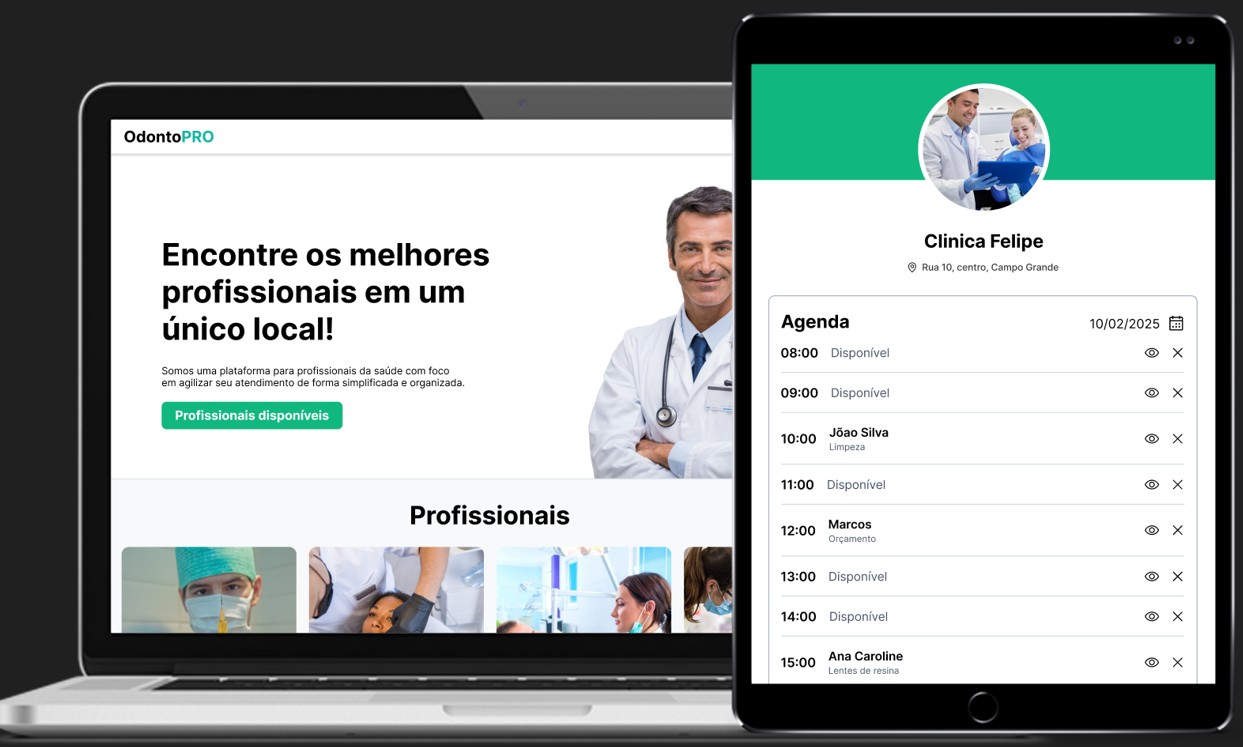 OdontoPRO
Encontre os melhores
profissionais em um
único local!
Somos uma plataforma para profissionais da saúde com foco
em agilizar seu atendimento de forma simplificada e organizada.
Profissionais disponíveis
Profissionais
Clinica Felipe
Rua 10, centro, Campo Grande
Agenda
10/02/2025
08:00 Disponível
09:00 Disponível
10:00 Jõao Silva
Limpeza
11:00 Disponível
12:00 Marcos
Orçamento
13:00 Disponível
14:00 Disponível
15:00 Ana Caroline
Lentes de resina